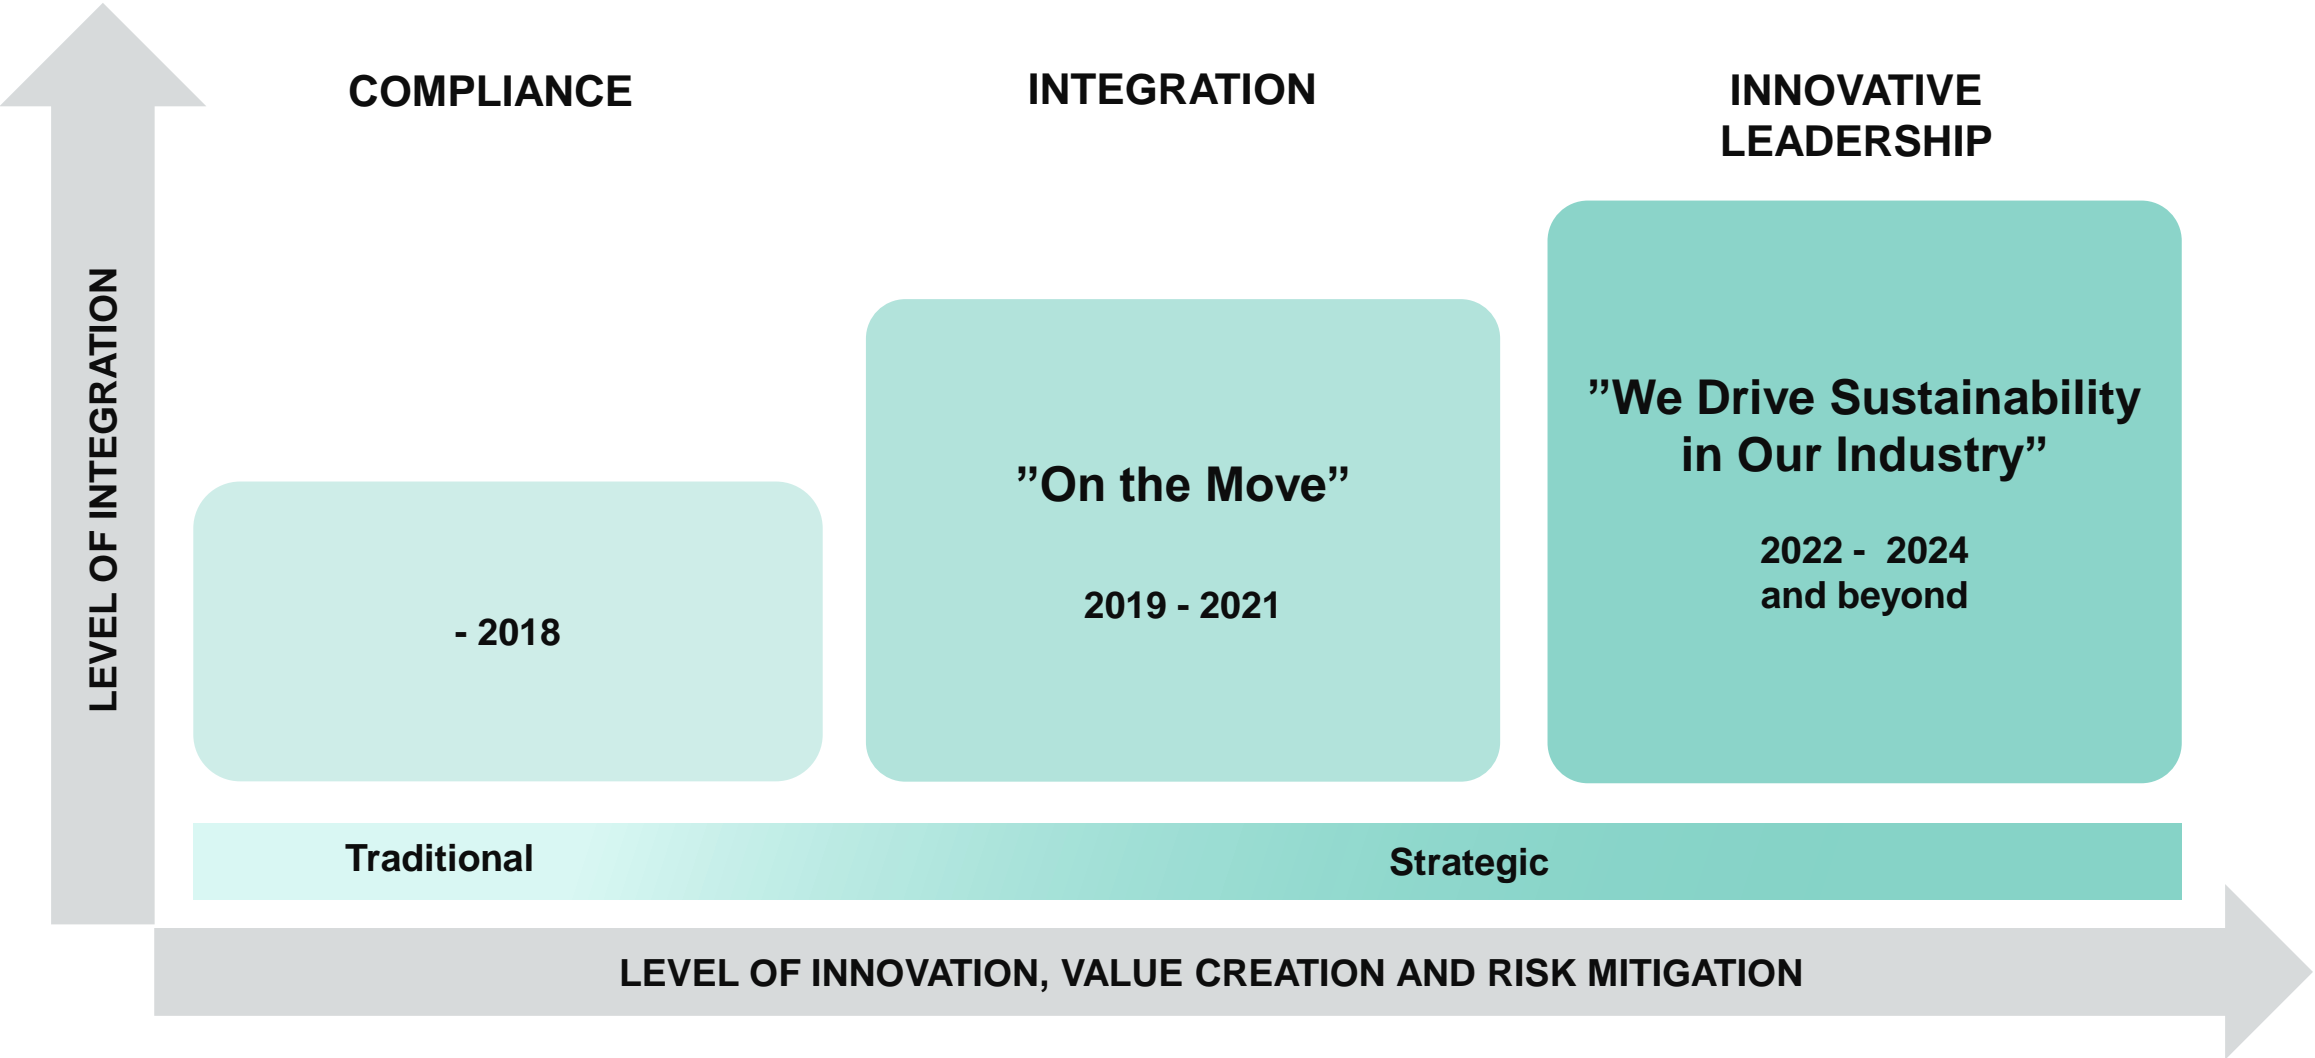 COMPLIANCE
INTEGRATION
INNOVATIVE
LEADERSHIP
LEVEL OF INTEGRATION
- 2018
”On the Move”
2019 - 2021
”We Drive Sustainability
in Our Industry”
2022 -  2024
and beyond
Traditional
Strategic
LEVEL OF INNOVATION, VALUE CREATION AND RISK MITIGATION